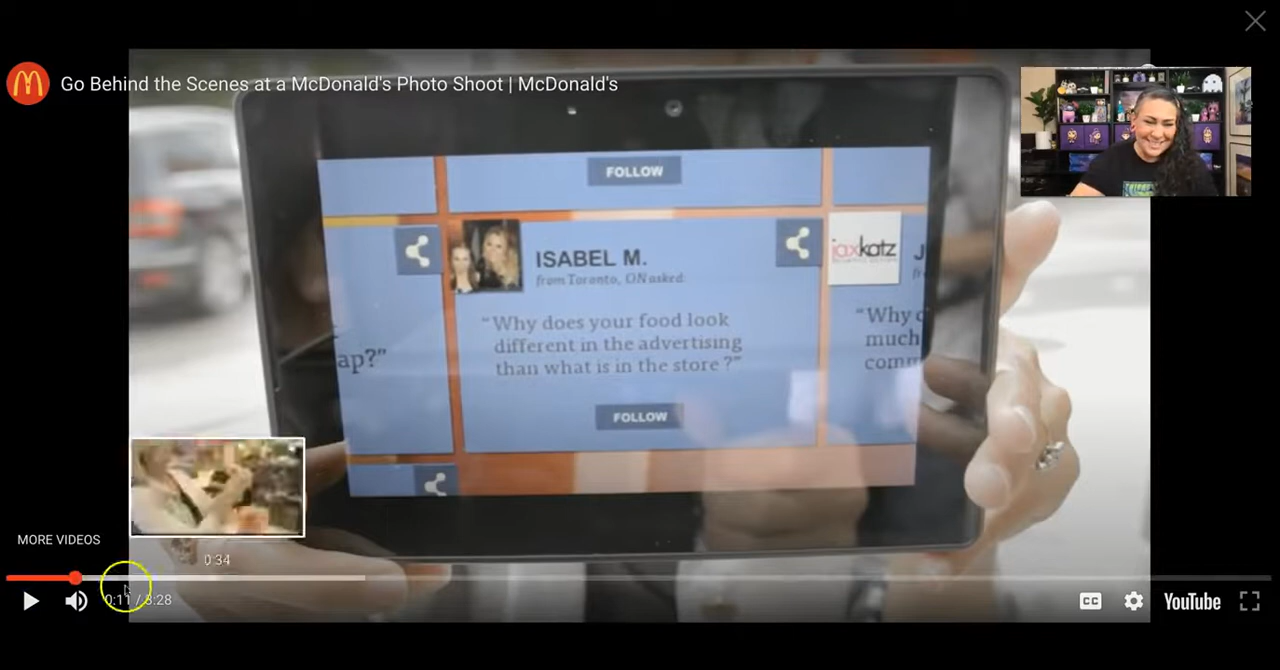 Go Behind the Scenes at a McDonald's Photo Shoot | McDonald's
FOLLOW
ISABEL M.
from Toronto, ON asked:
"Why does your food look
different in the advertising
than what is in the store ?"
FOLLOW
ap?"
jaxkatz
J
"Why
much
comm
MORE VIDEOS
0:34
0:11 / 3:28
CC
YouTube